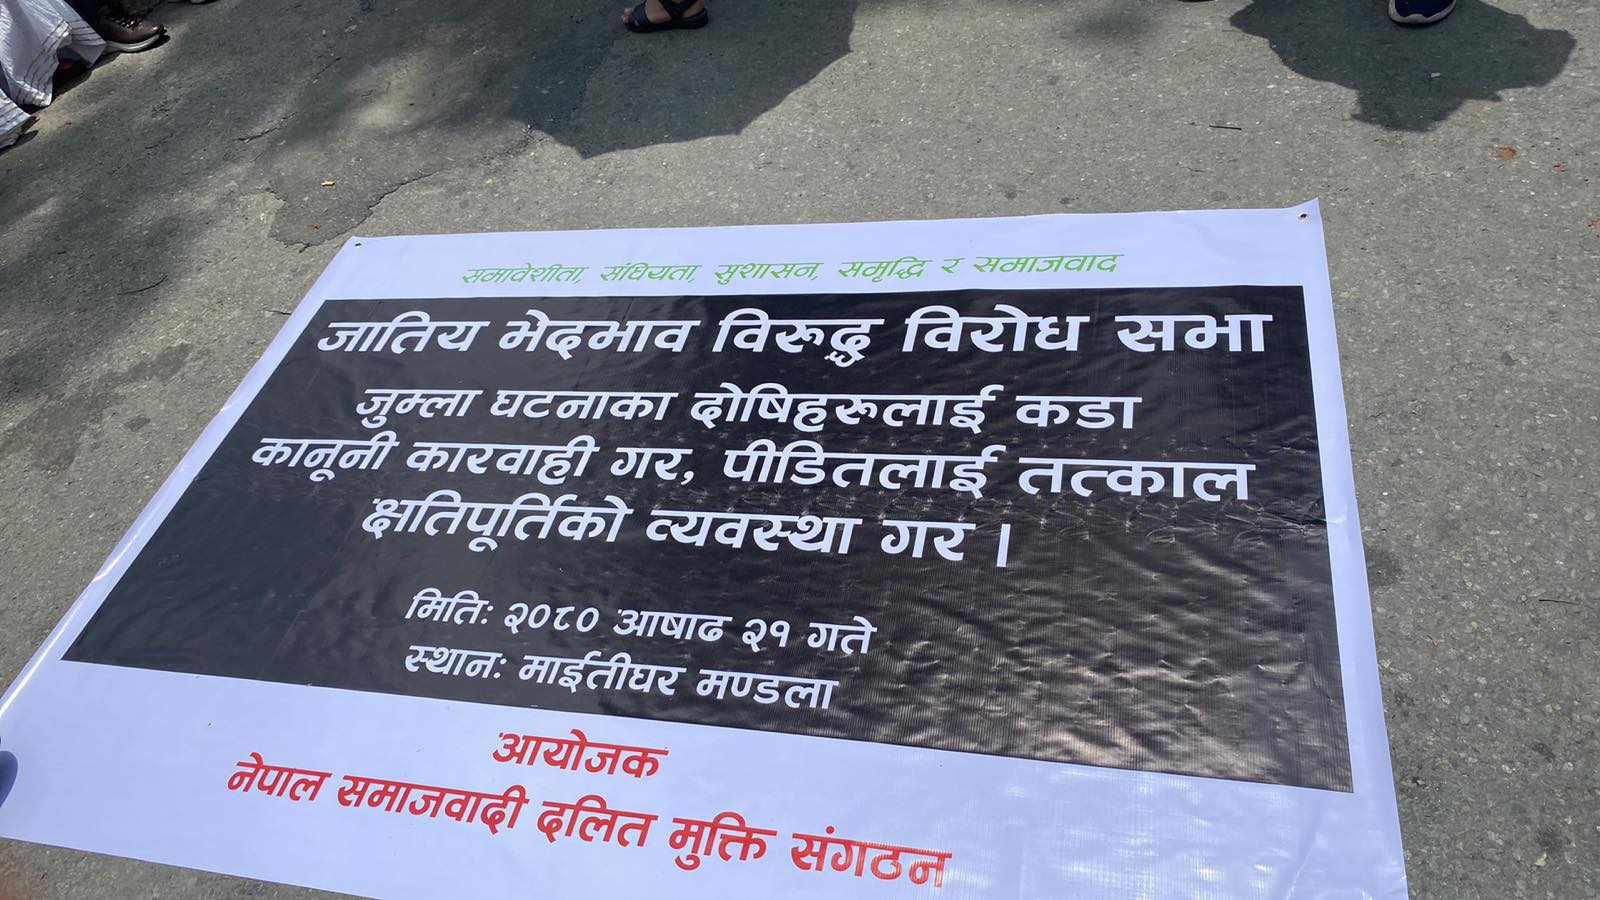 समावेशीता, संघियता, सुशासन, समृद्धि र समाजवाद
जातिय भेदभाव विरूद्ध विरोध सभा
जुम्ला घटनाका दोषिहरुलाई कडा
कानूनी कारवाही गर, पीडितलाई तत्काल
क्षतिपूर्तिको व्यवस्था गर ।
मितिः २०८० आषाढ २१ गते
स्थानः माईतीघर मण्डला
आयोजक
नेपाल समाजवादी दलित मुक्ति संगठन